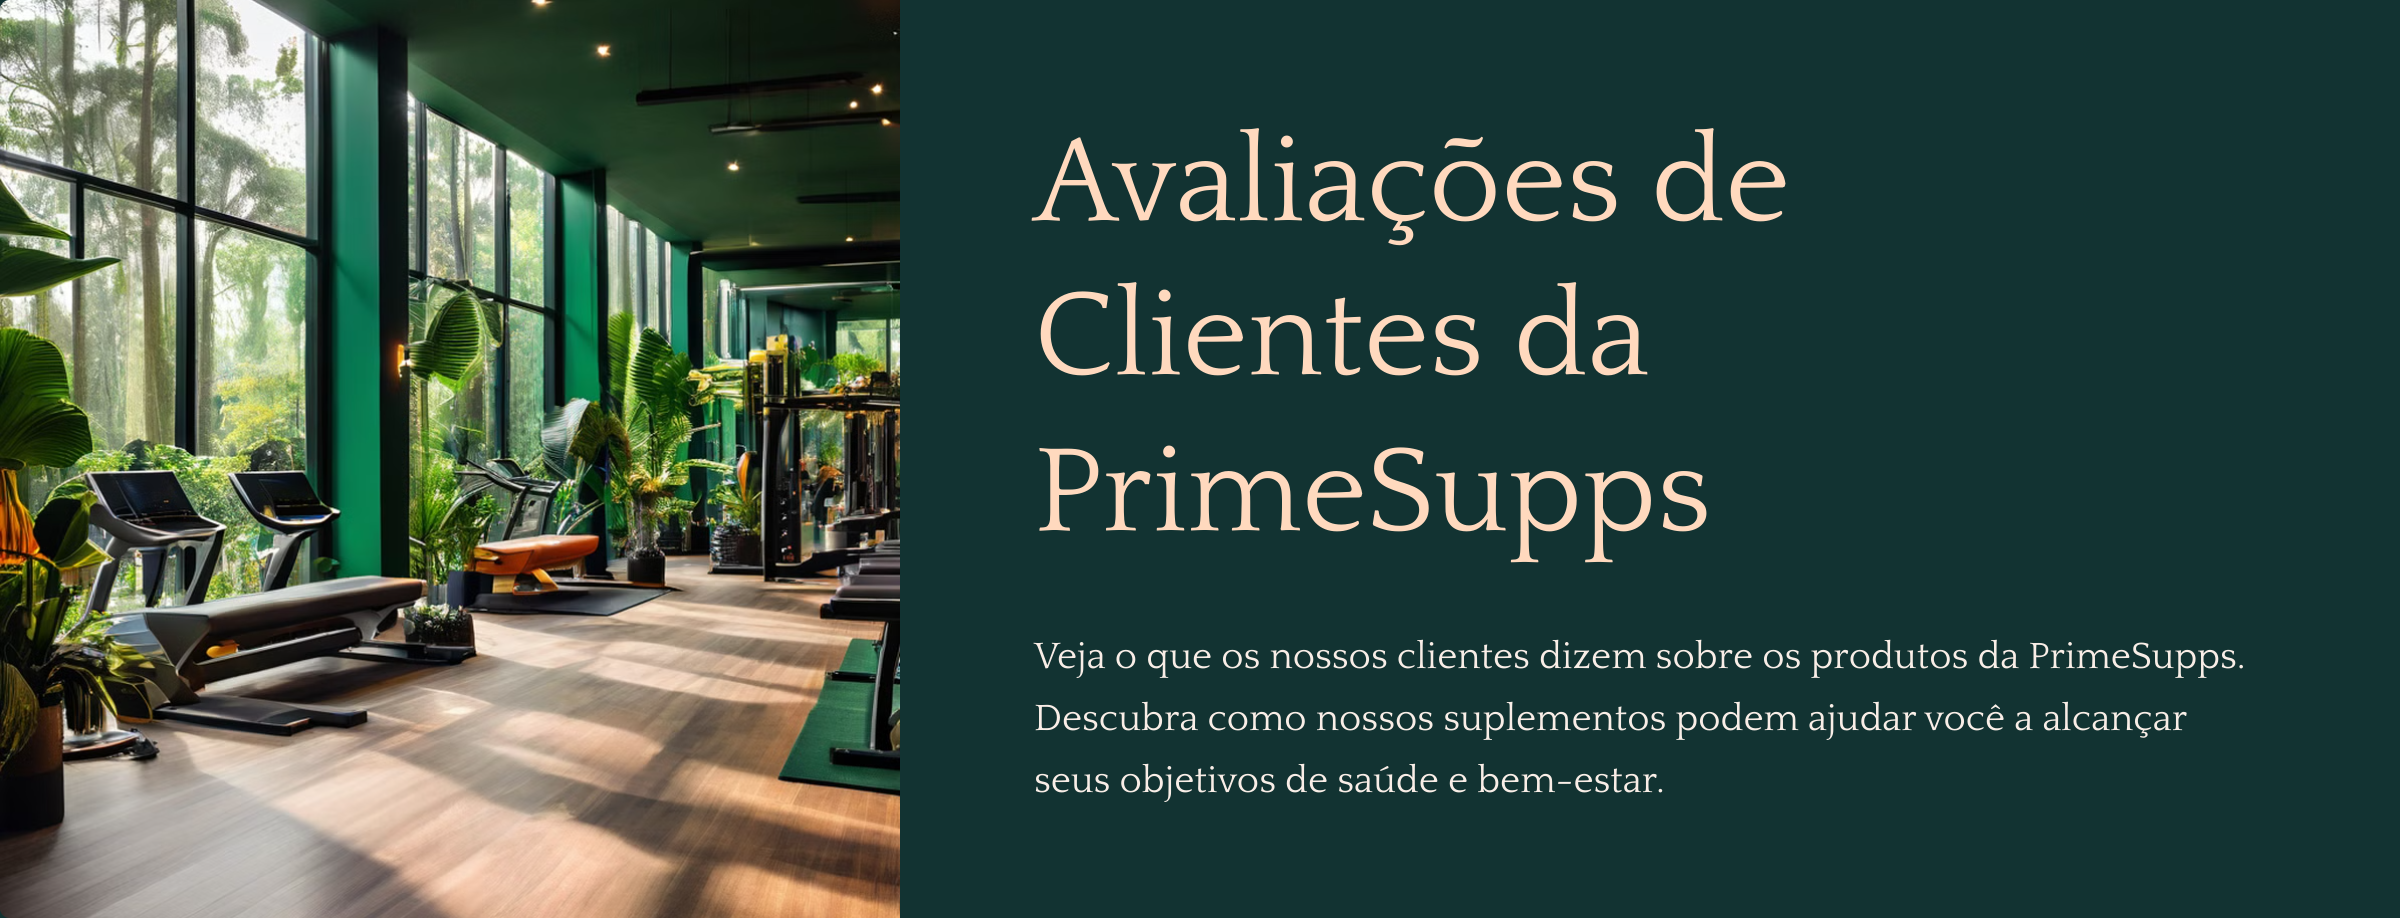 Avaliações de
Clientes da
PrimeSupps
Veja o que os nossos clientes dizem sobre os produtos da PrimeSupps.
Descubra como nossos suplementos podem ajudar você a alcançar
seus objetivos de saúde e bem-estar.